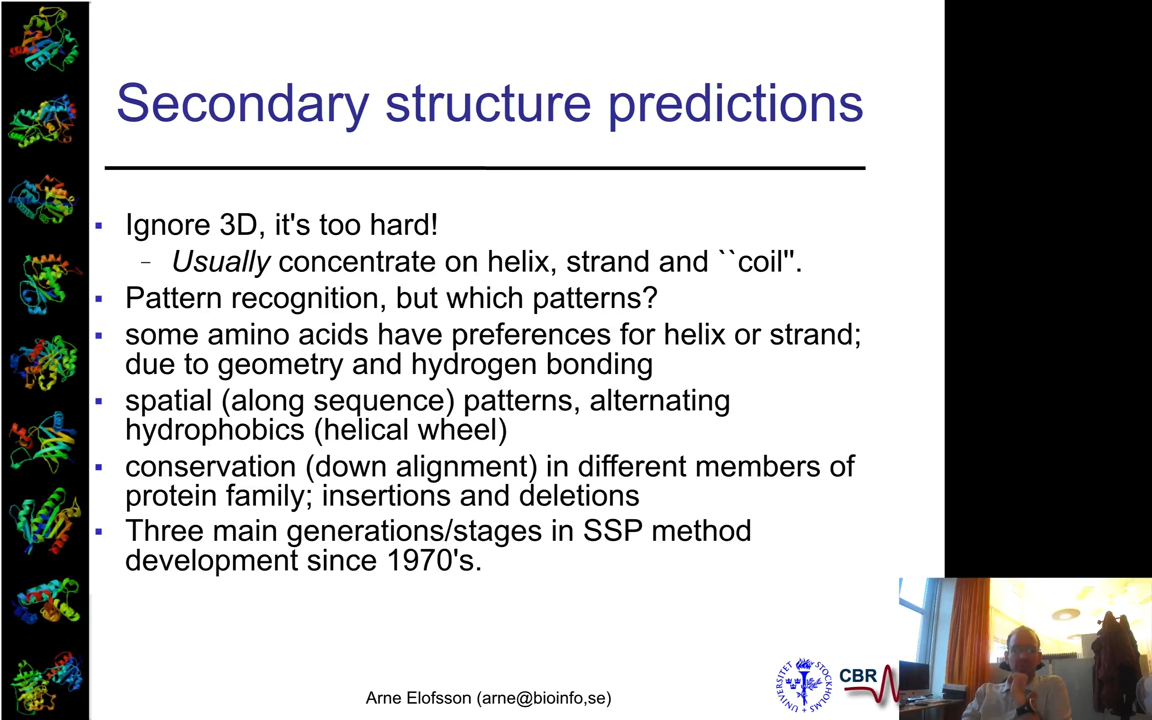 Secondary structure predictions
▪ Ignore 3D, it's too hard!
– Usually concentrate on helix, strand and ``coil''.
▪ Pattern recognition, but which patterns?
▪ some amino acids have preferences for helix or strand;
due to geometry and hydrogen bonding
▪ spatial (along sequence) patterns, alternating
hydrophobics (helical wheel)
▪ conservation (down alignment) in different members of
protein family; insertions and deletions
▪ Three main generations/stages in SSP method
development since 1970's.
Arne Elofsson (arne@bioinfo,se)
STOCKHOLMS UNIVERSITET
CBR